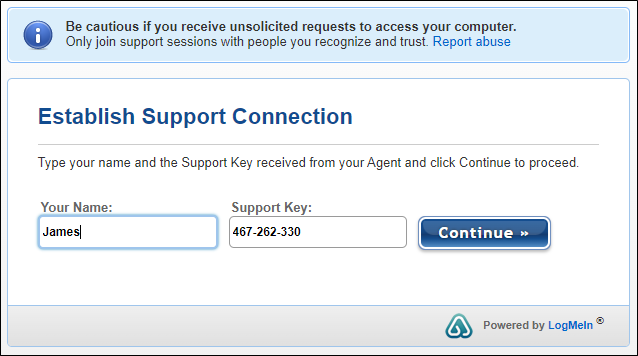 Be cautious if you receive unsolicited requests to access your computer.
Only join support sessions with people you recognize and trust. Report abuse
Establish Support Connection
Type your name and the Support Key received from your Agent and click Continue to proceed.
Your Name: Support Key:
James 467-262-330 Continue »
Powered by LogMeIn ®